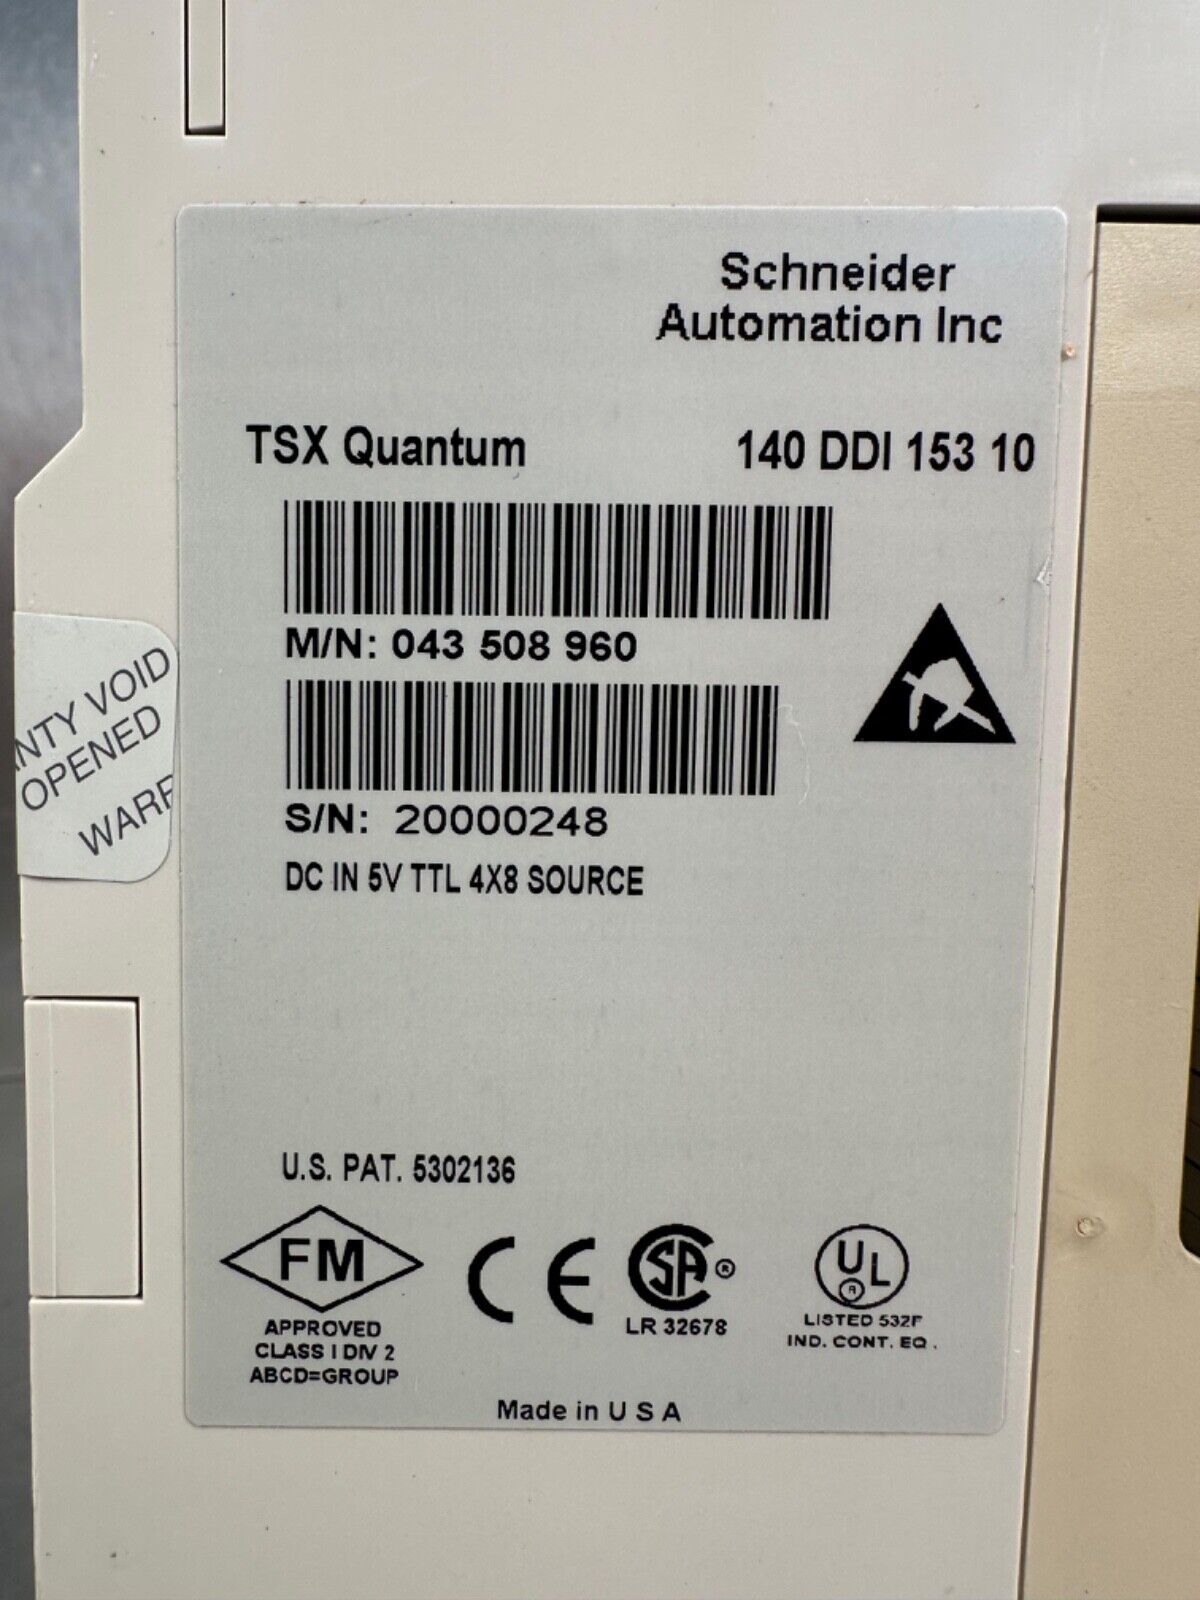 Schneider
Automation Inc
TSX Quantum 140 DDI 153 10
M/N: 043 508 960
S/N: 20000248
DC IN 5V TTL 4X8 SOURCE
NTY VOID
OPENED
WARR
U.S. PAT. 5302136
FM
APPROVED
CLASS I DIV 2
ABCD=GROUP
CE
SA ®
LR 32678
UL ®
LISTED 532F
IND. CONT. EQ.
Made in U S A